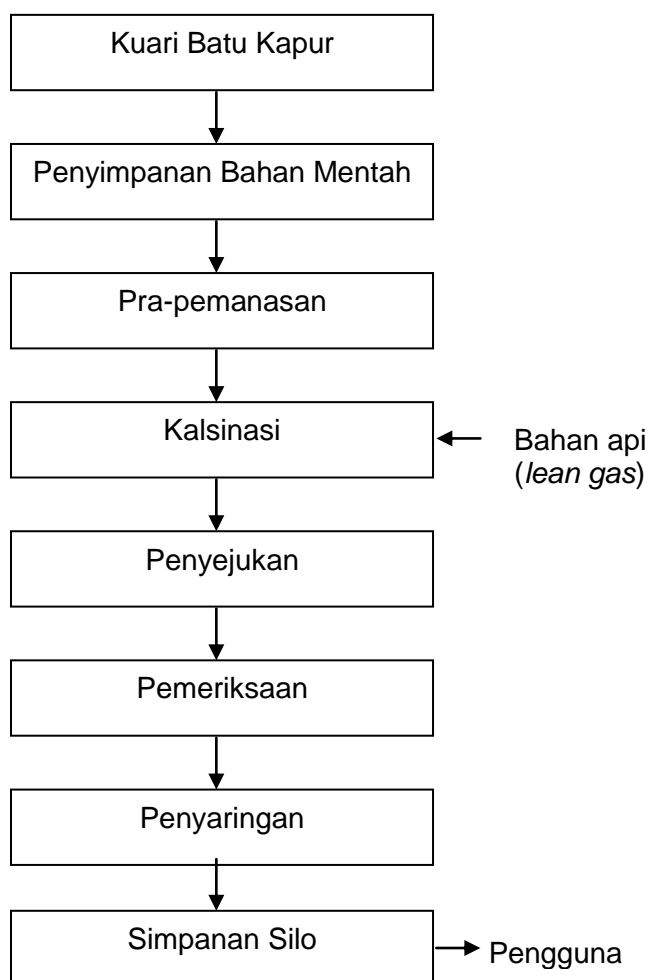 Kuari Batu Kapur
Penyimpanan Bahan Mentah
Pra-pemanasan
Kalsinasi
Bahan api
(lean gas)
Penyejukan
Pemeriksaan
Penyaringan
Simpanan Silo
Pengguna